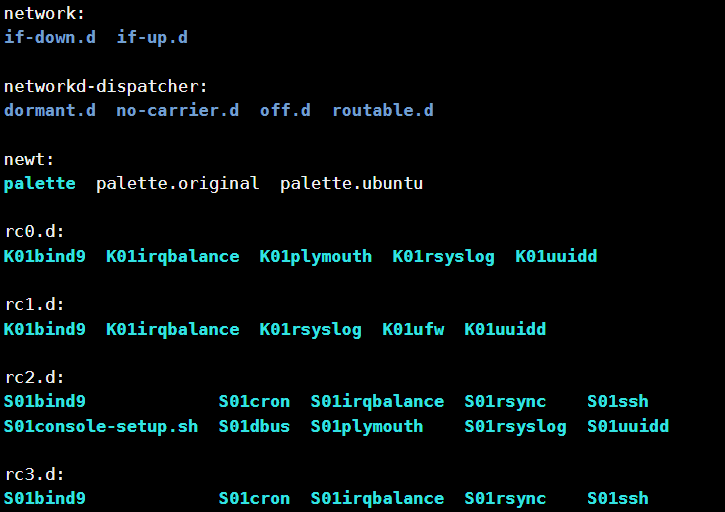 network:
if-down.d  if-up.d
networkd-dispatcher:
dormant.d  no-carrier.d  off.d  routable.d
newt:
palette  palette.original  palette.ubuntu
rc0.d:
K01bind9  K01irqbalance  K01plymouth  K01rsyslog  K01uuidd
rc1.d:
K01bind9  K01irqbalance  K01rsyslog  K01ufw  K01uuidd
rc2.d:
S01bind9             S01cron  S01irqbalance  S01rsync    S01ssh
S01console-setup.sh  S01dbus  S01plymouth    S01rsyslog  S01uuidd
rc3.d:
S01bind9             S01cron  S01irqbalance  S01rsync    S01ssh